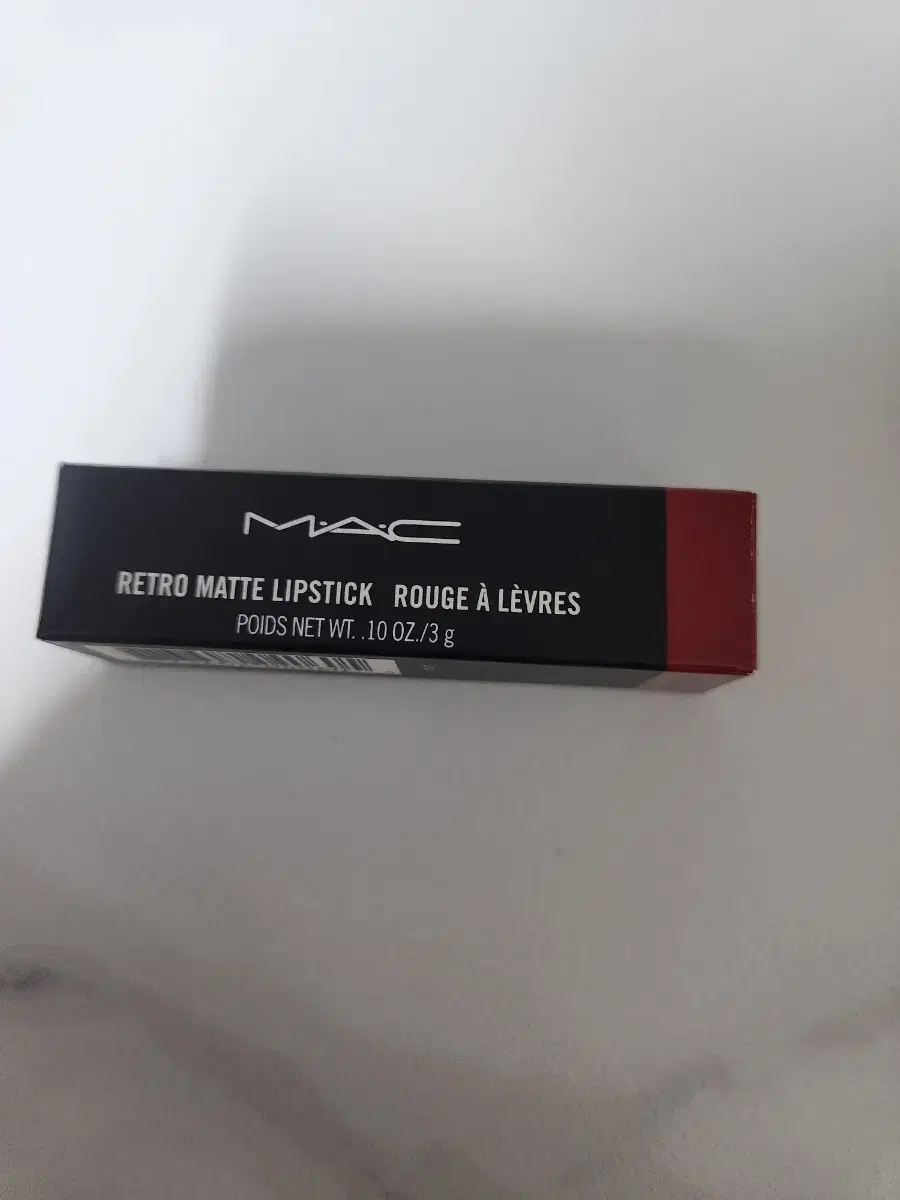 M·A·C
RETRO MATTE LIPSTICK ROUGE À LÈVRES
POIDS NET WT. .10 OZ./3 g